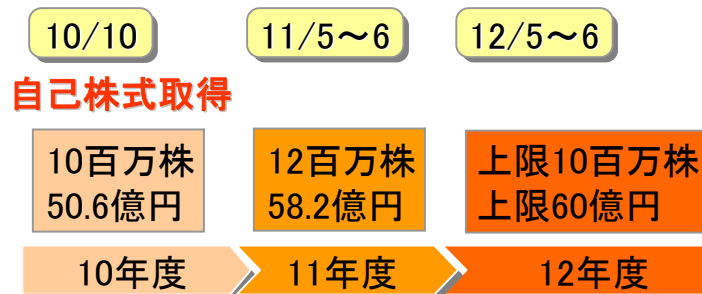 10/10
11/5～6
12/5～6
自己株式取得
10百万株
50.6億円
12百万株
58.2億円
上限10百万株
上限60億円
10年度
11年度
12年度